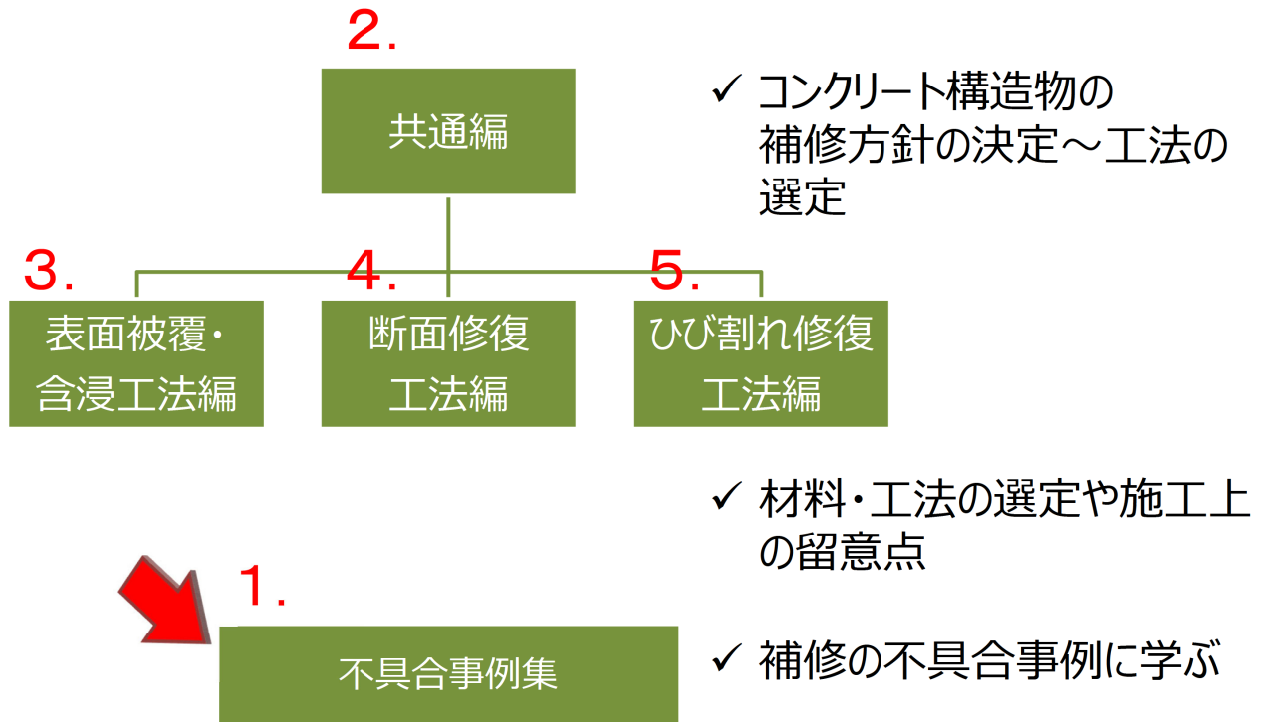 2.
共通編
✓ コンクリート構造物の
補修方針の決定～工法の
選定
3.
表面被覆・
含浸工法編
4.
断面修復
工法編
5.
ひび割れ修復
工法編
✓ 材料・工法の選定や施工上
の留意点
1.
不具合事例集
✓ 補修の不具合事例に学ぶ